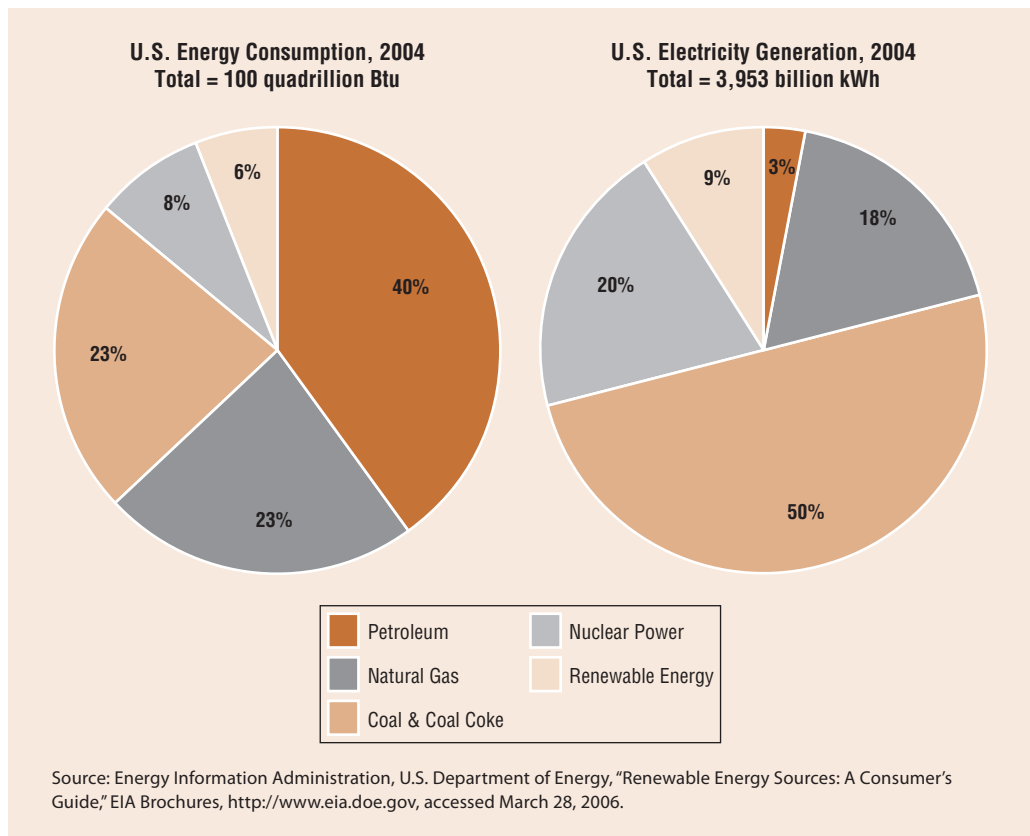 U.S. Energy Consumption, 2004
Total = 100 quadrillion Btu
6%
8%
40%
23%
23%
U.S. Electricity Generation, 2004
Total = 3,953 billion kWh
3%
9%
18%
20%
50%
Petroleum
Natural Gas
Coal & Coal Coke
Nuclear Power
Renewable Energy
Source: Energy Information Administration, U.S. Department of Energy, “Renewable Energy Sources: A Consumer’s
Guide,” EIA Brochures, http://www.eia.doe.gov, accessed March 28, 2006.